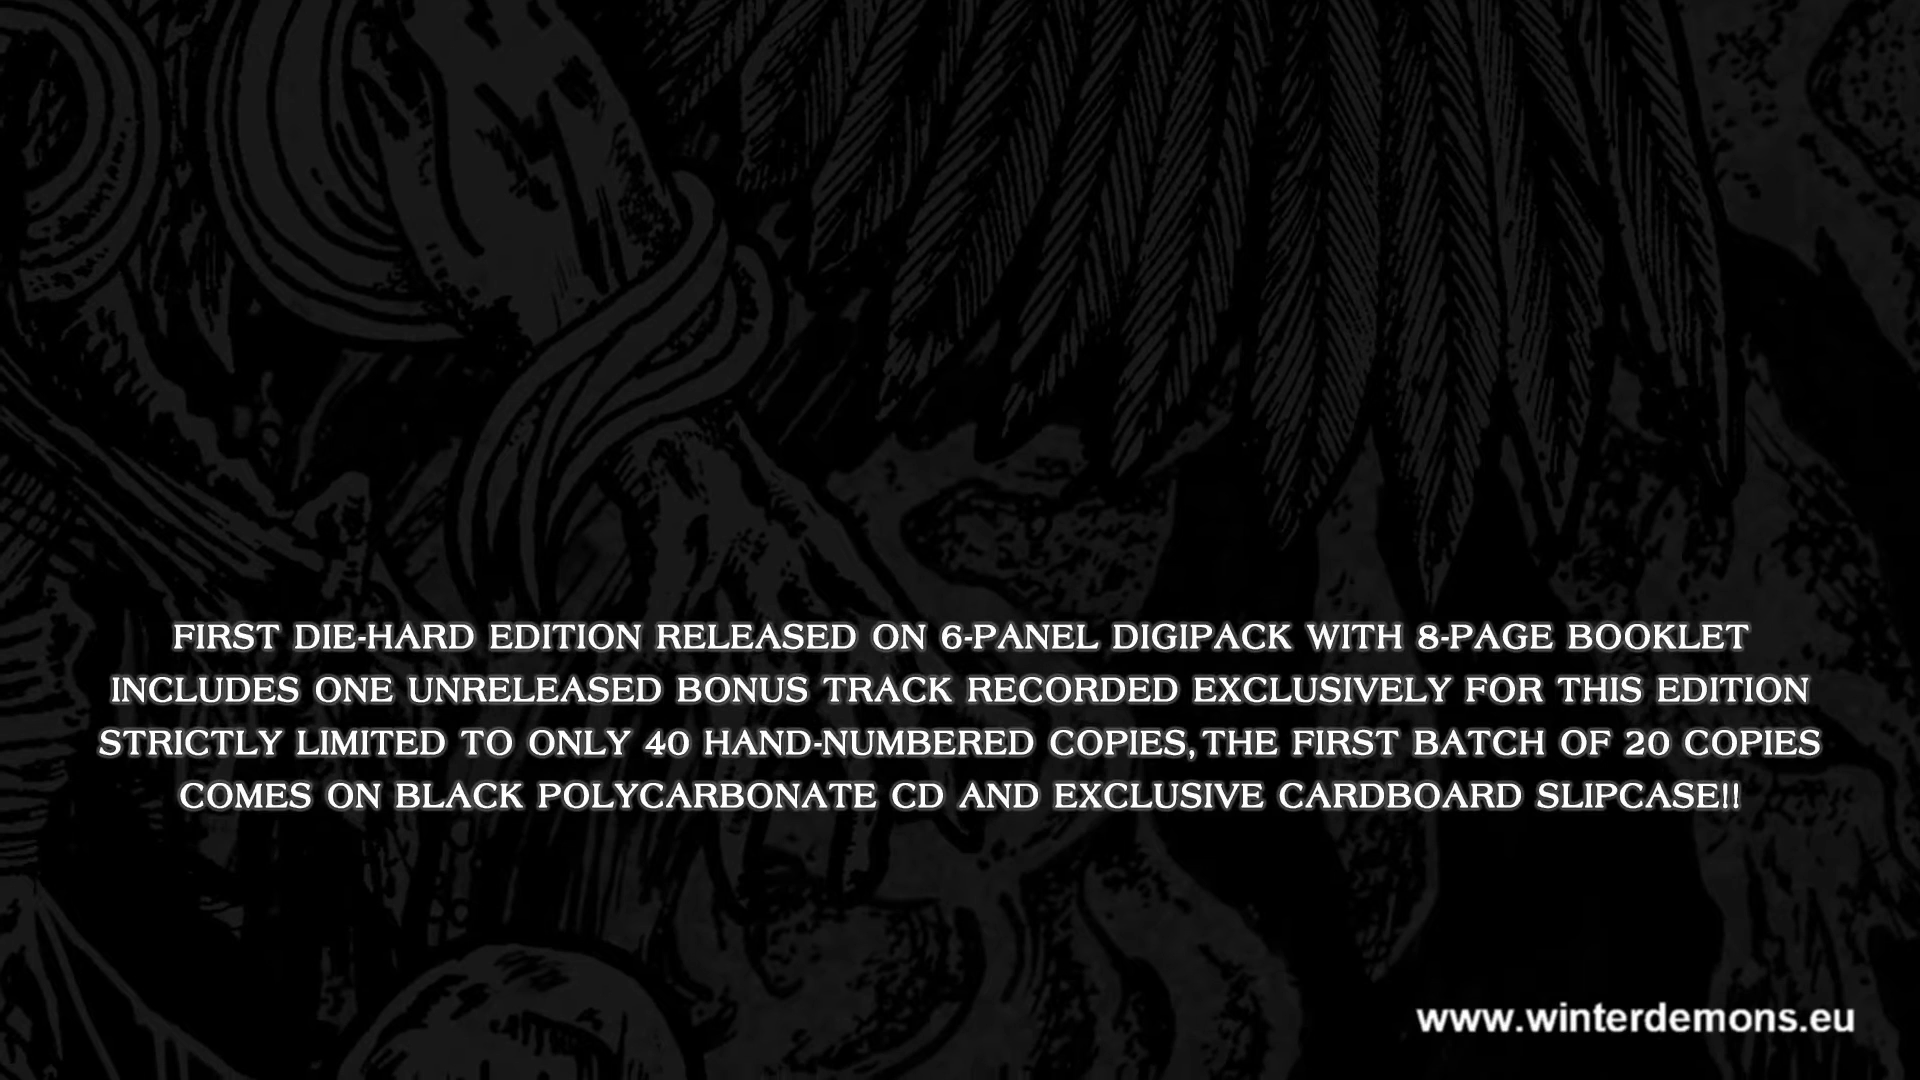 FIRST DIE-HARD EDITION RELEASED ON 6-PANEL DIGIPACK WITH 8-PAGE BOOKLET
INCLUDES ONE UNRELEASED BONUS TRACK RECORDED EXCLUSIVELY FOR THIS EDITION
STRICTLY LIMITED TO ONLY 40 HAND-NUMBERED COPIES, THE FIRST BATCH OF 20 COPIES
COMES ON BLACK POLYCARBONATE CD AND EXCLUSIVE CARDBOARD SLIPCASE!!
www.winterdemons.eu